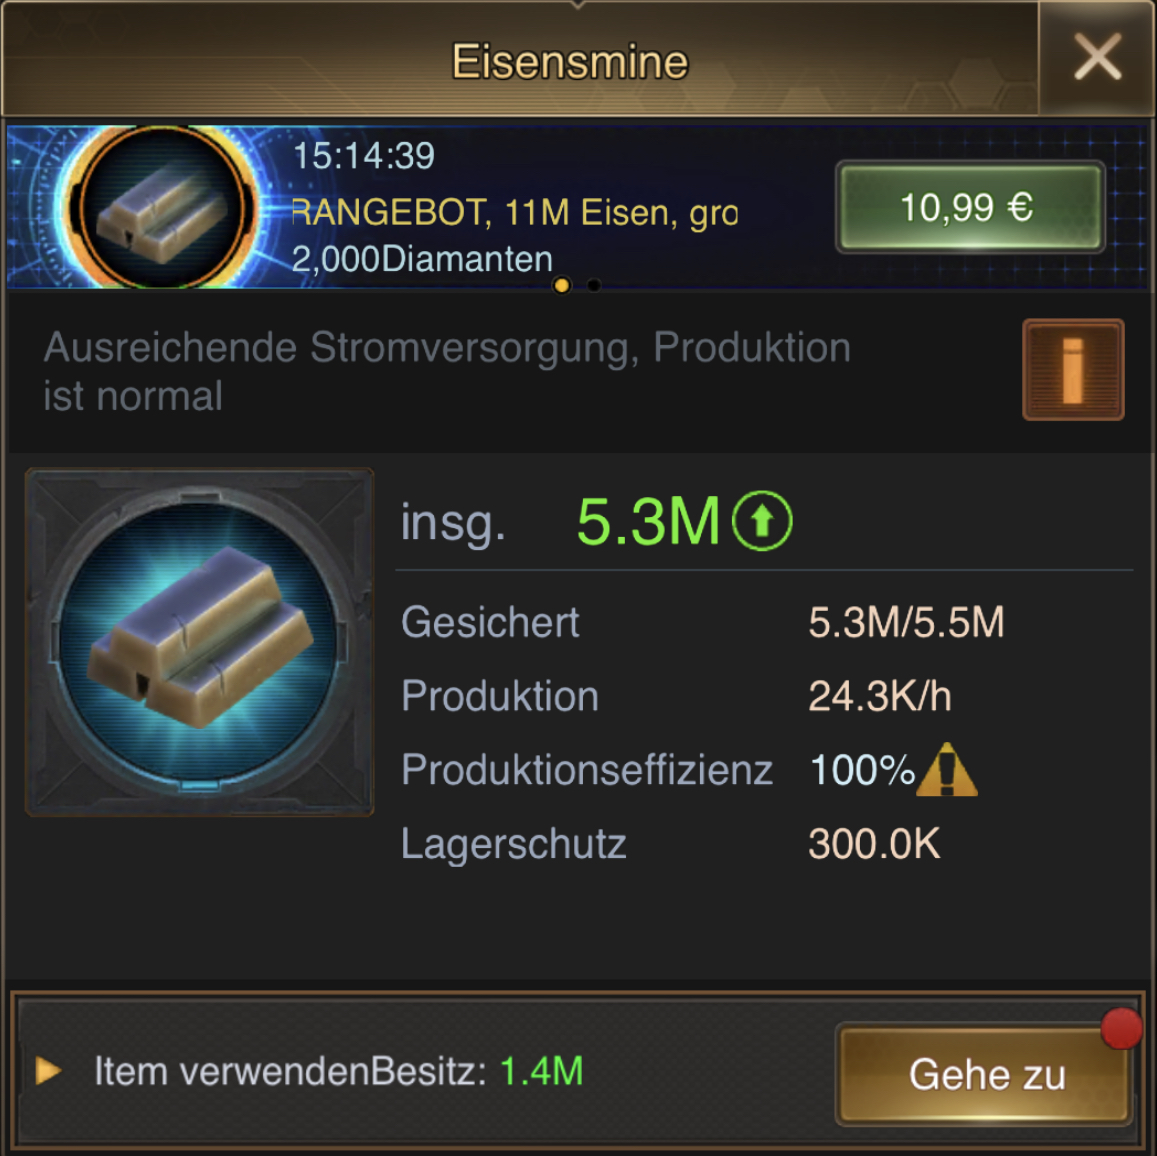 Eisensmine
15:14:39
RANGEBOT, 11M Eisen, gro
2,000Diamanten
10,99 €
Ausreichende Stromversorgung, Produktion
ist normal
insg. 5.3M
Gesichert 5.3M/5.5M
Produktion 24.3K/h
Produktionseffizienz 100%
Lagerschutz 300.0K
Item verwendenBesitz: 1.4M
Gehe zu